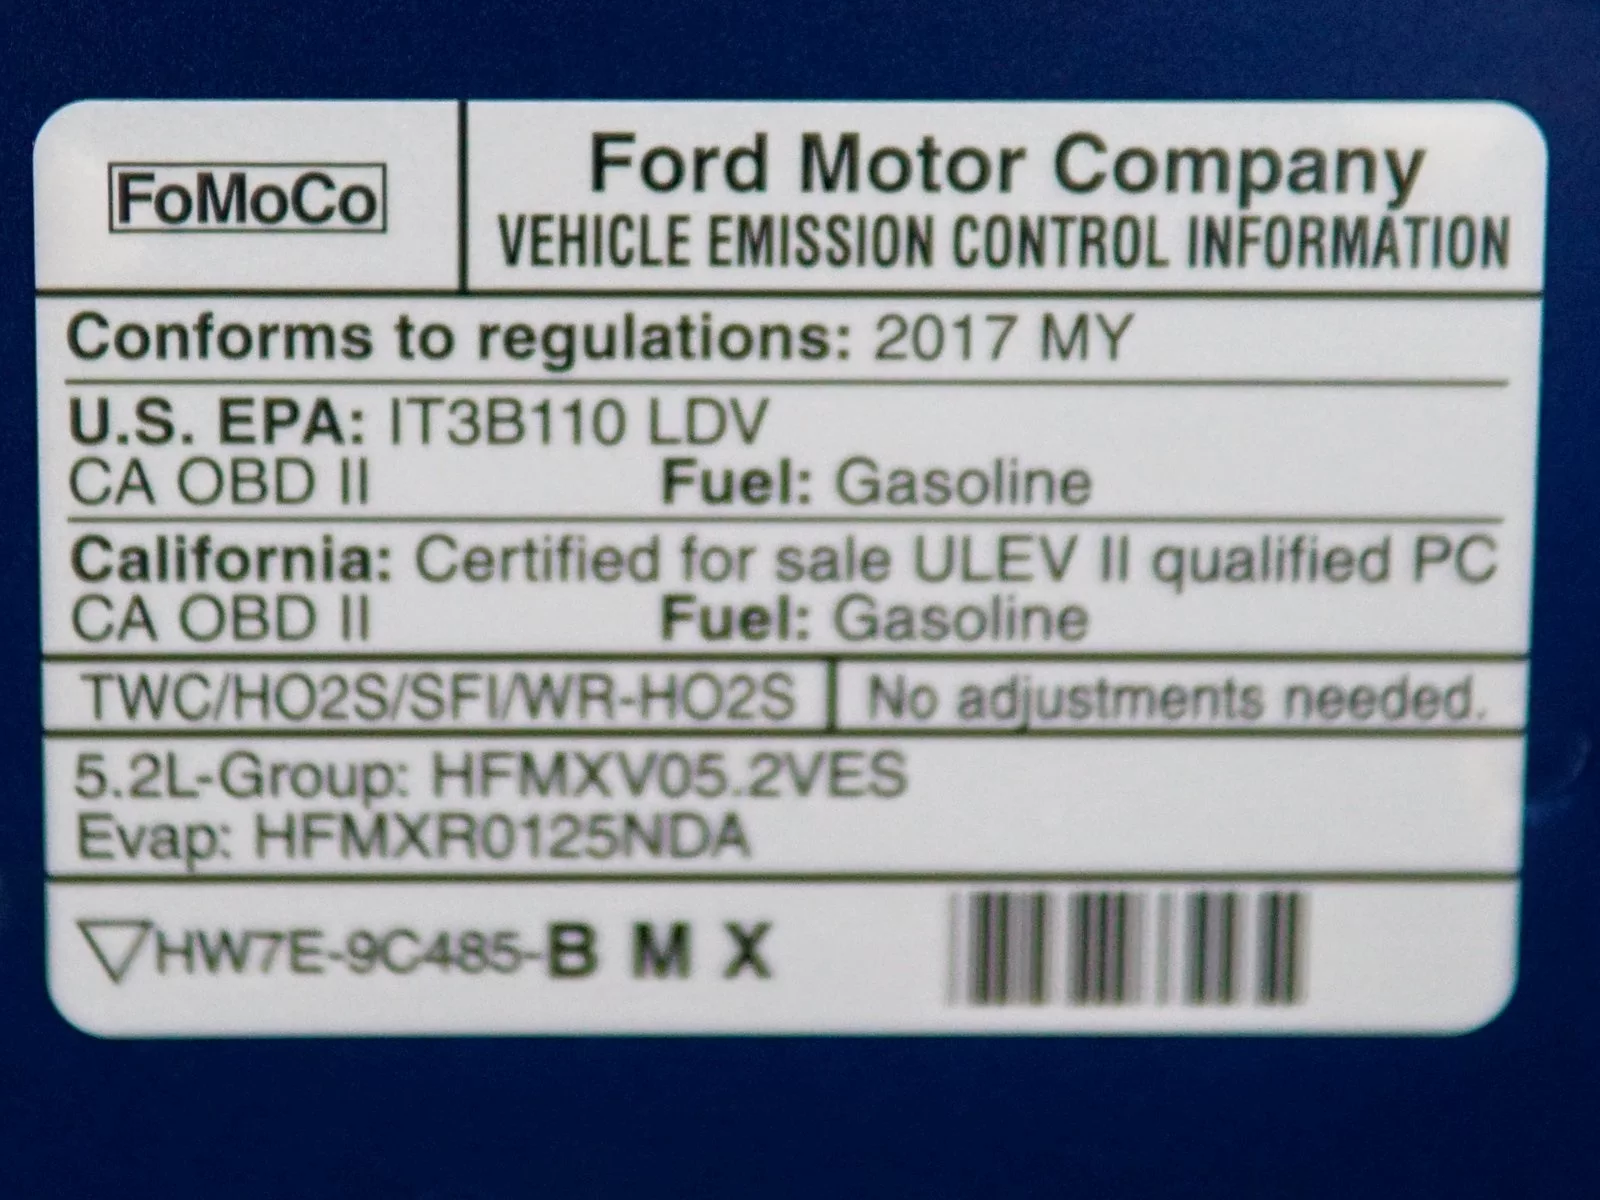 FoMoCo
Ford Motor Company
VEHICLE EMISSION CONTROL INFORMATION
Conforms to regulations: 2017 MY
U.S. EPA: IT3B110 LDV
CA OBD II Fuel: Gasoline
California: Certified for sale ULEV II qualified PC
CA OBD II Fuel: Gasoline
TWC/HO2S/SFI/WR-HO2S No adjustments needed.
5.2L-Group: HFMXV05.2VES
Evap: HFMXR0125NDA
▽HW7E-9C485-B M X